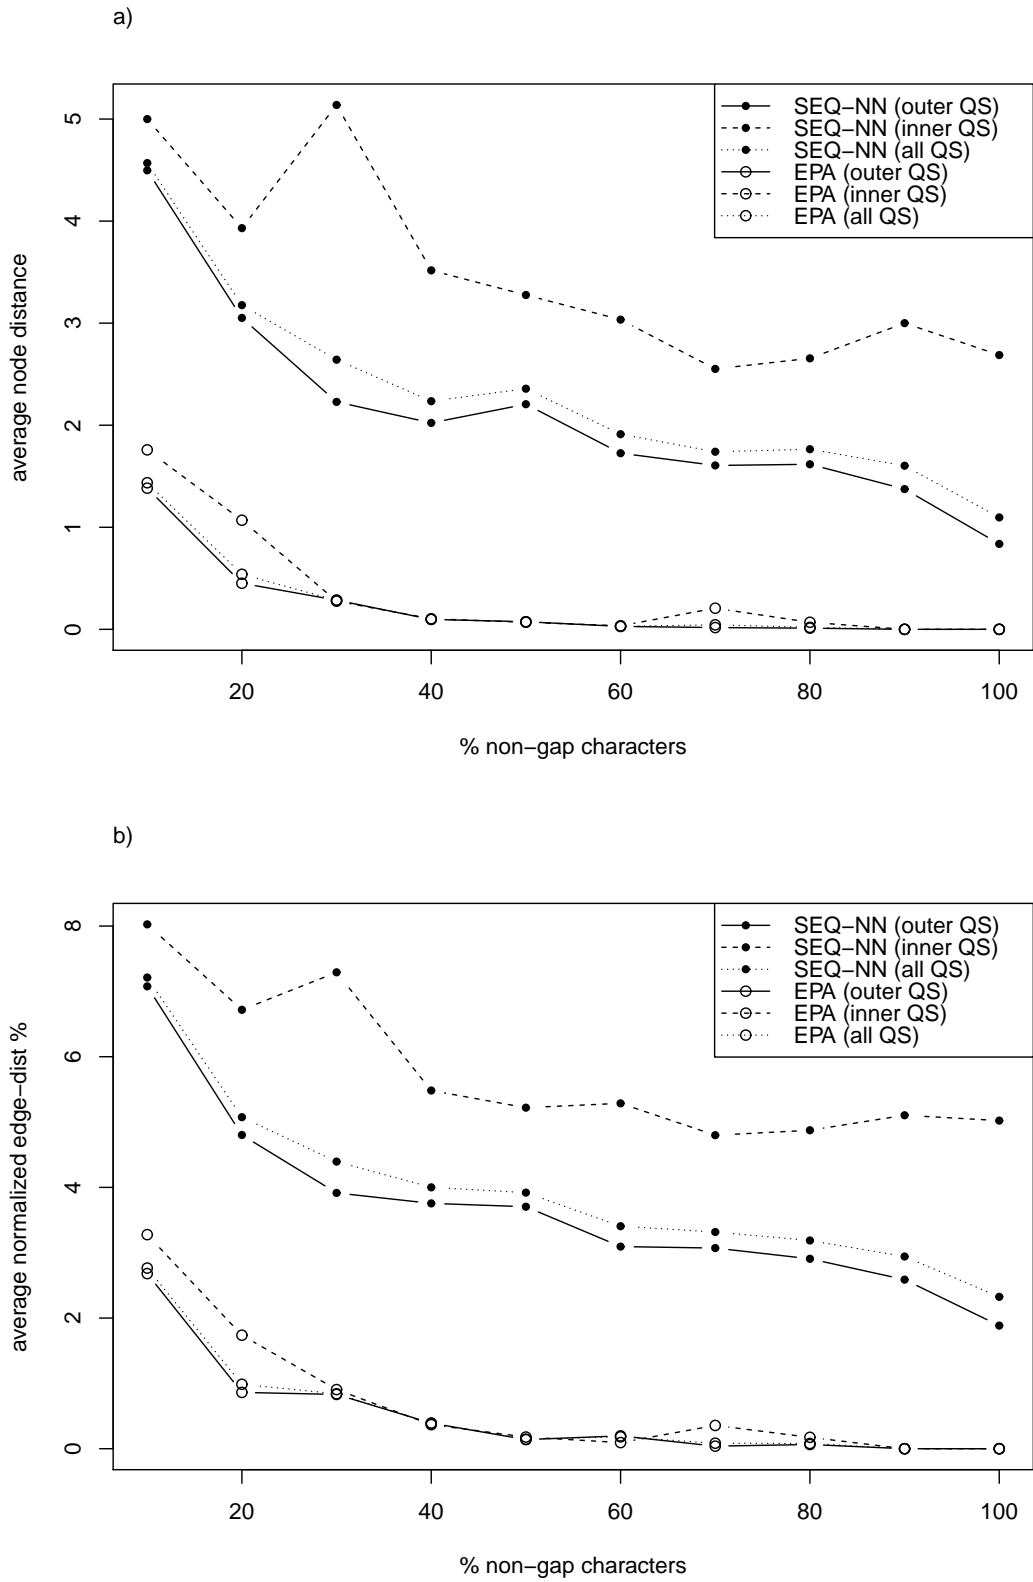 a)
SEQ−NN (outer QS)
SEQ−NN (inner QS)
SEQ−NN (all QS)
EPA (outer QS)
EPA (inner QS)
EPA (all QS)
5
4
3
2
1
0
average node distance
20 40 60 80 100
% non−gap characters
b)
SEQ−NN (outer QS)
SEQ−NN (inner QS)
SEQ−NN (all QS)
EPA (outer QS)
EPA (inner QS)
EPA (all QS)
8
6
4
2
0
average normalized edge−dist %
20 40 60 80 100
% non−gap characters